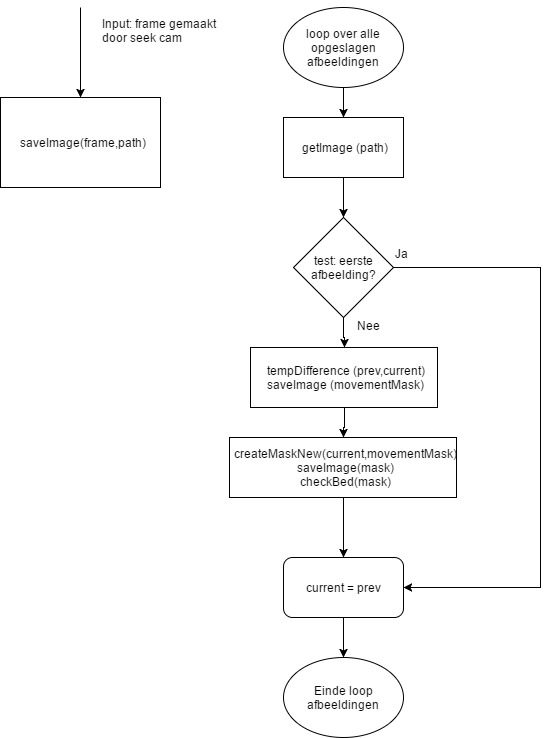 Input: frame gemaakt
door seek cam
saveImage(frame,path)
loop over alle
opgeslagen
afbeeldingen
getImage (path)
test: eerste
afbeelding?
Ja
Nee
tempDifference (prev,current)
saveImage (movementMask)
createMaskNew(current,movementMask)
saveImage(mask)
checkBed(mask)
current = prev
Einde loop
afbeeldingen